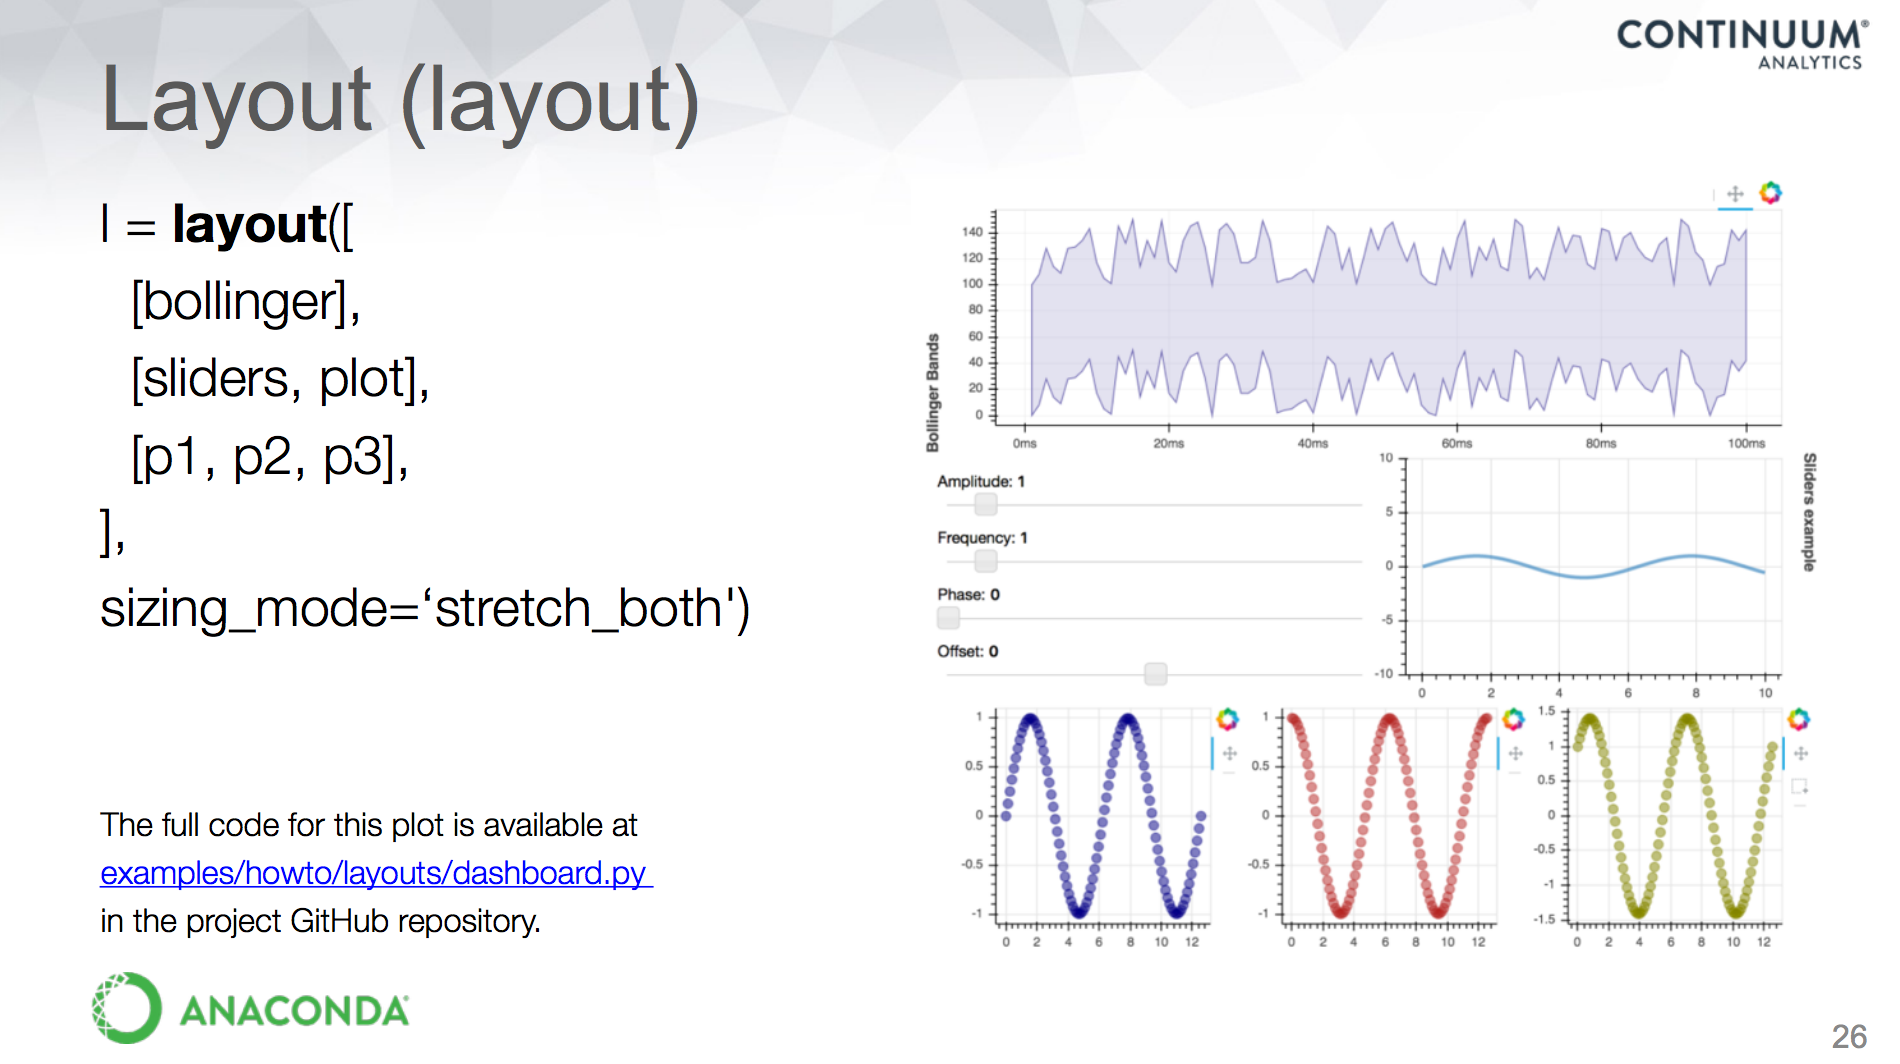 CONTINUUM®
ANALYTICS
Layout (layout)
l = layout([
[bollinger],
[sliders, plot],
[p1, p2, p3],
],
sizing_mode=‘stretch_both')
The full code for this plot is available at
examples/howto/layouts/dashboard.py
in the project GitHub repository.
Bollinger Bands
140
120
100
80
60
40
20
0
0ms 20ms 40ms 60ms 80ms 100ms
Amplitude: 1
Frequency: 1
Phase: 0
Offset: 0
Sliders example
10
5
0
-5
-10
0 2 4 6 8 10
1
0.5
0
-0.5
-1
0 2 4 6 8 10 12
1
0.5
0
-0.5
-1
0 2 4 6 8 10 12
1.5
1
0.5
0
-0.5
-1
-1.5
0 2 4 6 8 10 12
ANACONDA
26